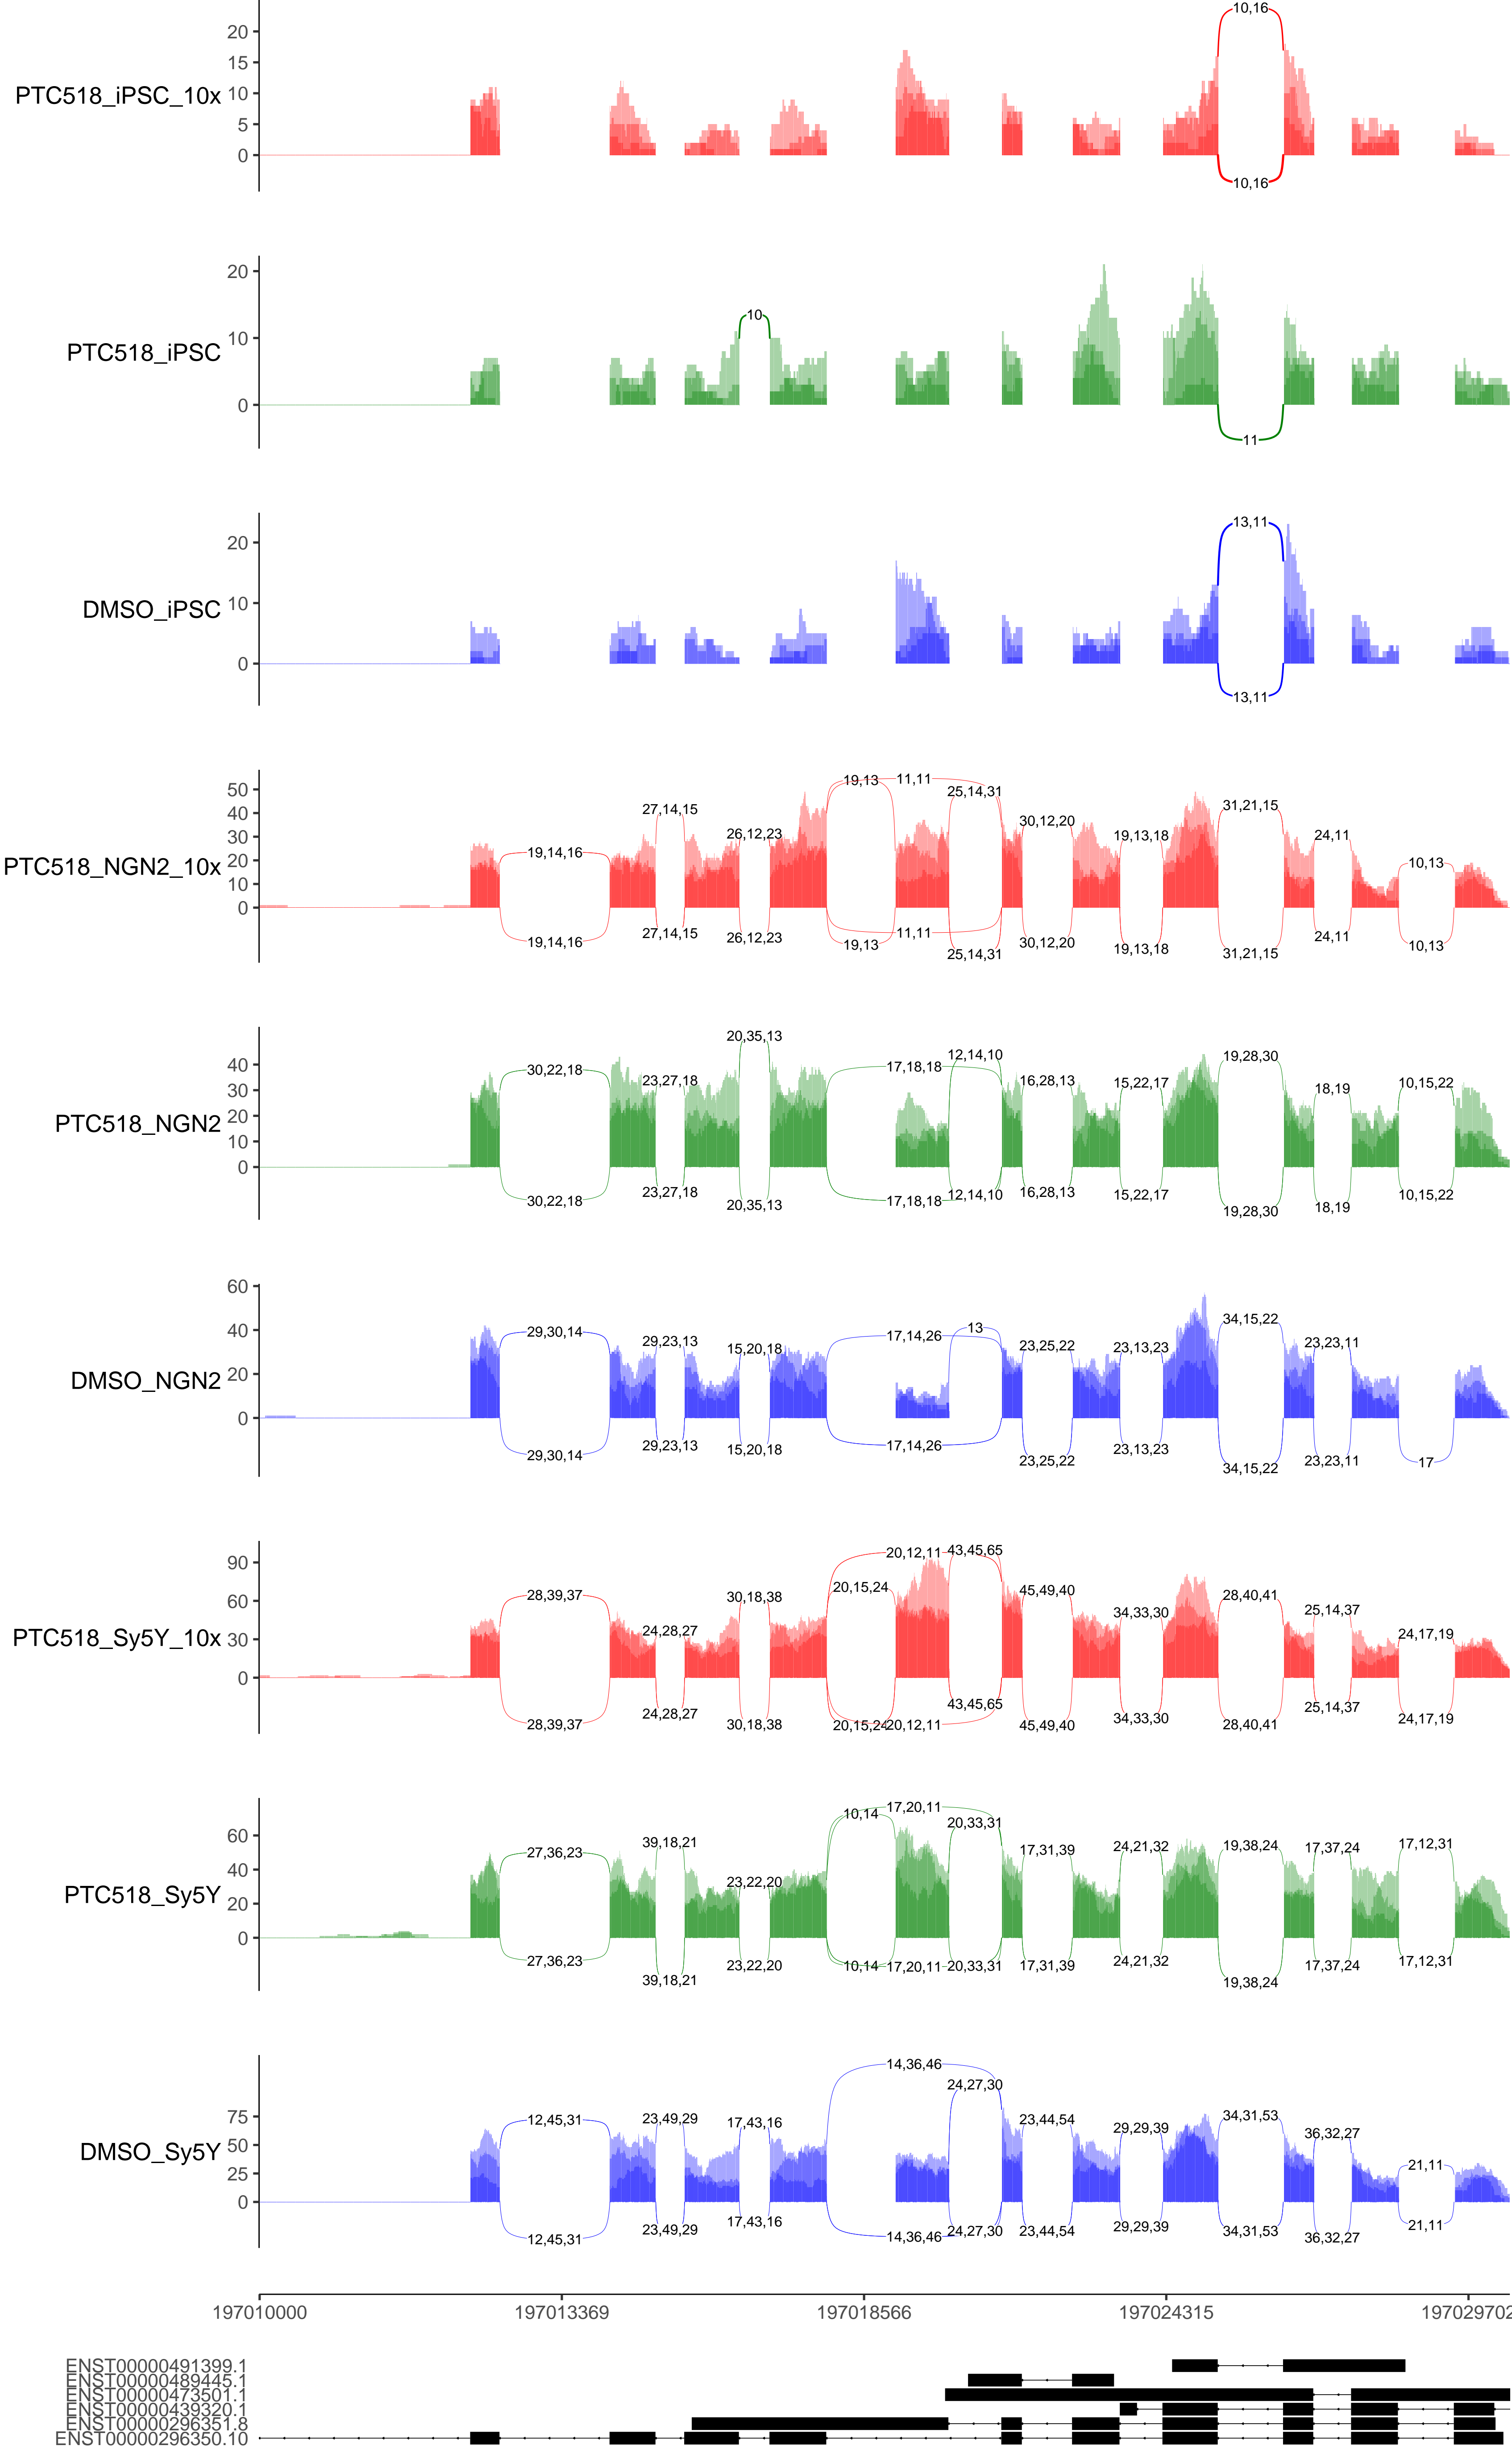 10,16
20
15
PTC518_iPSC_10x 10
5
0
10,16
20
10
PTC518_iPSC 10
0
11
13,11
20
DMSO_iPSC 10
0
13,11
50 19,13 11,11
40 27,14,15 25,14,31 31,21,15
30 26,12,23 30,12,20 19,13,18 24,11
PTC518_NGN2_10x 20 19,14,16 10,13
10
0
19,14,16 27,14,15 26,12,23 19,13 11,11 25,14,31 30,12,20 19,13,18 31,21,15 24,11 10,13
20,35,13
40 30,22,18 17,18,18 12,14,10 19,28,30
30 23,27,18 16,28,13 15,22,17 18,19 10,15,22
PTC518_NGN2 20
10
0
30,22,18 23,27,18 20,35,13 17,18,18 12,14,10 16,28,13 15,22,17 19,28,30 18,19 10,15,22
60
40 29,30,14 29,23,13 15,20,18 17,14,26 13 23,25,22 23,13,23 34,15,22 23,23,11
DMSO_NGN2 20
0
29,30,14 29,23,13 15,20,18 17,14,26 23,25,22 23,13,23 34,15,22 23,23,11 17
90 20,12,11 43,45,65
60 28,39,37 30,18,38 20,15,24 45,49,40 28,40,41
PTC518_Sy5Y_10x 30 24,28,27 34,33,30 25,14,37 24,17,19
0
28,39,37 24,28,27 30,18,38 20,15,24 20,12,11 43,45,65 45,49,40 34,33,30 28,40,41 25,14,37 24,17,19
10,14 17,20,11
60 39,18,21 20,33,31
40 27,36,23 17,31,39 24,21,32 19,38,24 17,37,24 17,12,31
PTC518_Sy5Y 20 23,22,20
0
27,36,23 39,18,21 23,22,20 10,14 17,20,11 20,33,31 17,31,39 24,21,32 19,38,24 17,37,24 17,12,31
14,36,46
24,27,30
75 12,45,31 23,49,29 17,43,16 23,44,54 29,29,39 34,31,53
50 36,32,27
DMSO_Sy5Y 25 21,11
0
12,45,31 23,49,29 17,43,16 14,36,46 24,27,30 23,44,54 29,29,39 34,31,53 36,32,27 21,11
197010000 197013369 197018566 197024315 197029702
ENST00000491399.1
ENST00000489445.1
ENST00000473501.1
ENST00000439320.1
ENST00000296351.8
ENST00000296350.10